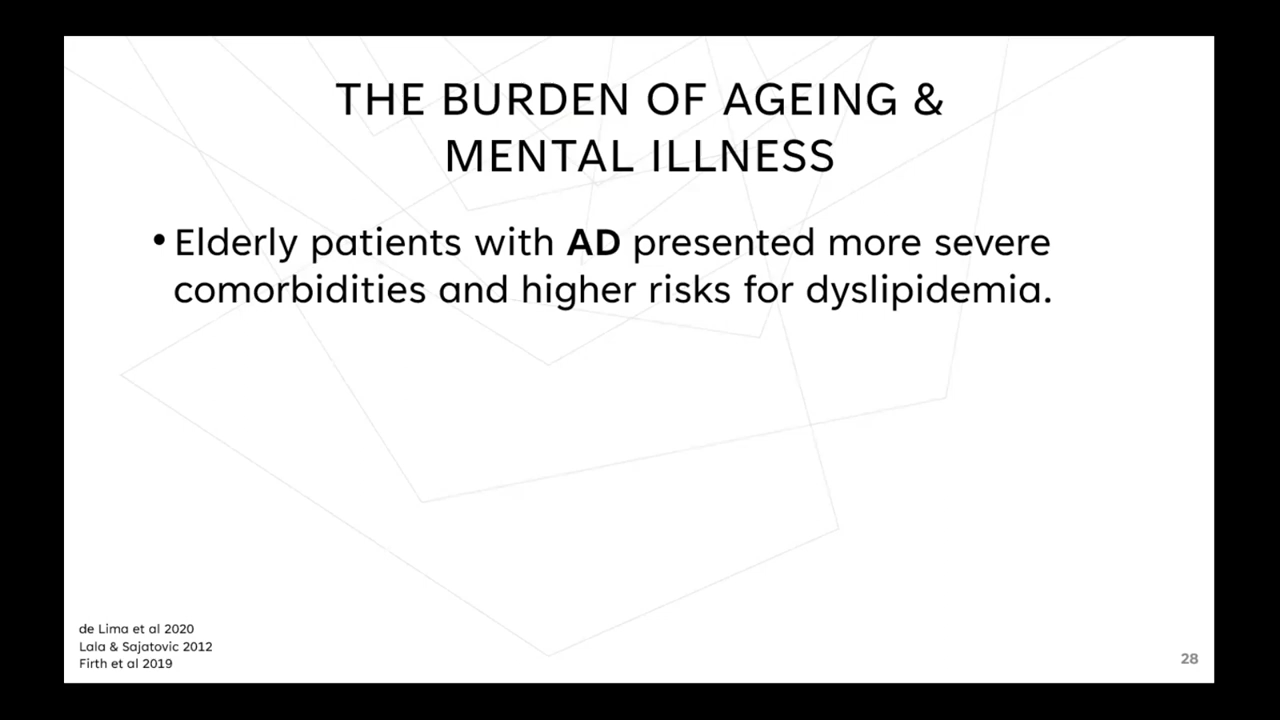 THE BURDEN OF AGEING &
MENTAL ILLNESS
• Elderly patients with AD presented more severe
comorbidities and higher risks for dyslipidemia.
de Lima et al 2020
Lala & Sajatovic 2012
Firth et al 2019
28